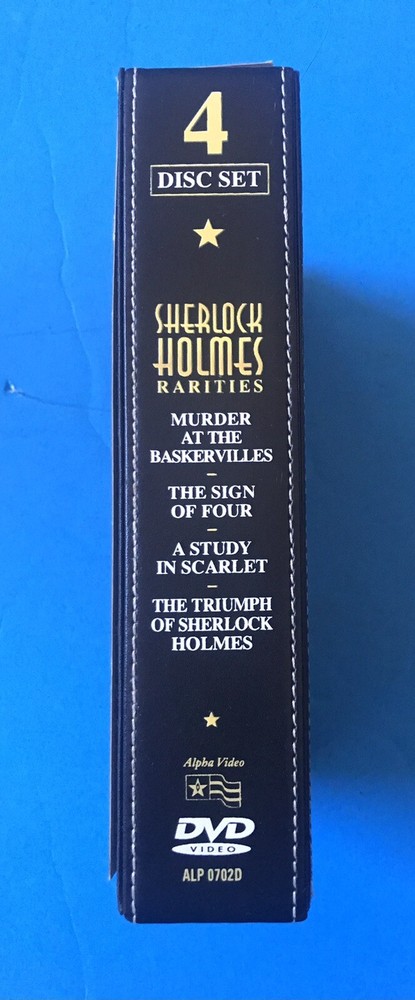 4
DISC SET
SHERLOCK
HOLMES
RARITIES
MURDER
AT THE
BASKERVILLES
–
THE SIGN
OF FOUR
–
A STUDY
IN SCARLET
–
THE TRIUMPH
OF SHERLOCK
HOLMES
Alpha Video
DVD
VIDEO
ALP 0702D